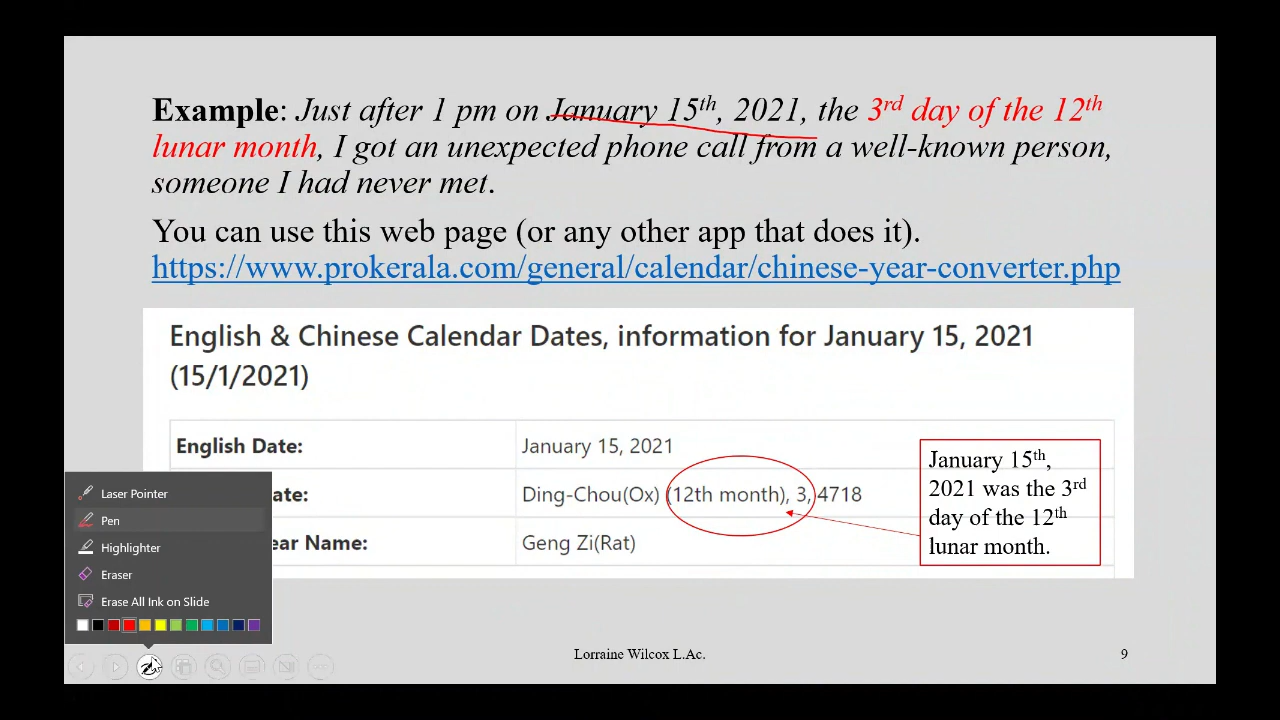 Example: Just after 1 pm on January 15th, 2021, the 3rd day of the 12th
lunar month, I got an unexpected phone call from a well-known person,
someone I had never met.
You can use this web page (or any other app that does it).
https://www.prokerala.com/general/calendar/chinese-year-converter.php
English & Chinese Calendar Dates, information for January 15, 2021
(15/1/2021)
English Date: January 15, 2021
ate: Ding-Chou(Ox) (12th month), 3, 4718
ear Name: Geng Zi(Rat)
January 15th,
2021 was the 3rd
day of the 12th
lunar month.
Laser Pointer
Pen
Highlighter
Eraser
Erase All Ink on Slide
Lorraine Wilcox L.Ac.
9